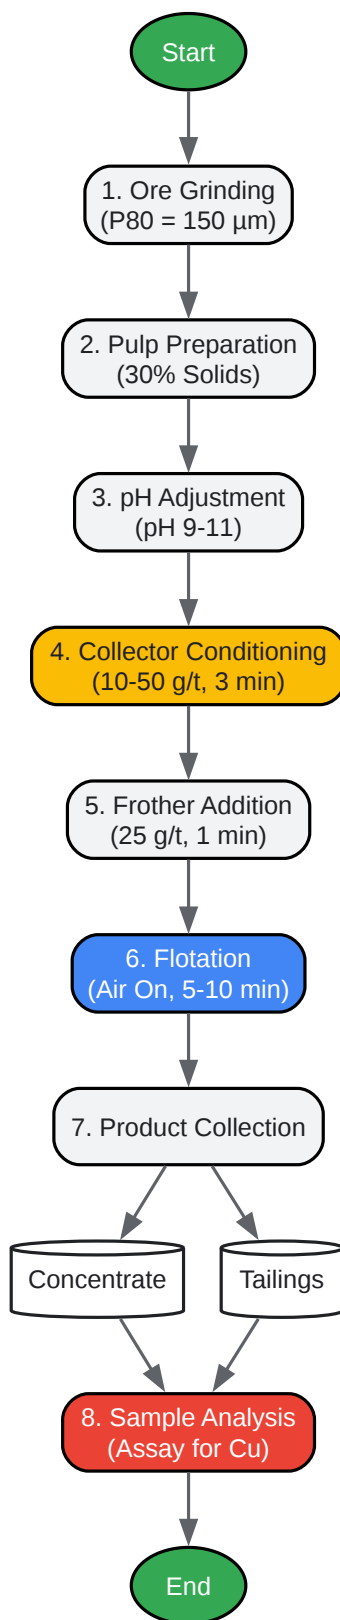 Start
1. Ore Grinding
(P80 = 150 µm)
2. Pulp Preparation
(30% Solids)
3. pH Adjustment
(pH 9-11)
4. Collector Conditioning
(10-50 g/t, 3 min)
5. Frother Addition
(25 g/t, 1 min)
6. Flotation
(Air On, 5-10 min)
7. Product Collection
Concentrate
Tailings
8. Sample Analysis
(Assay for Cu)
End